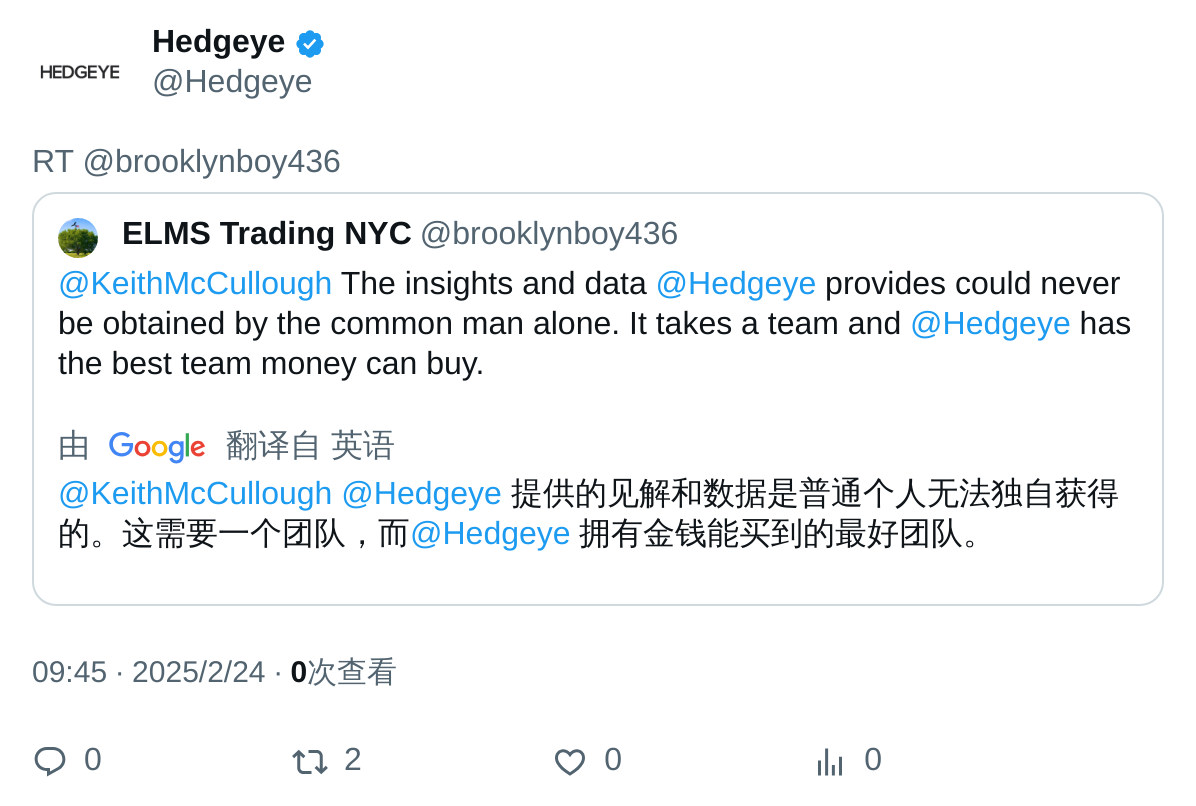 Hedgeye
HEDGEYE
@Hedgeye
RT @brooklynboy436
ELMS Trading NYC @brooklynboy436
@KeithMcCullough The insights and data @Hedgeye provides could never
be obtained by the common man alone. It takes a team and @Hedgeye has
the best team money can buy.
由 Google 翻译自 英语
@KeithMcCullough @Hedgeye 提供的见解和数据是普通个人无法独自获得
的。这需要一个团队，而@Hedgeye 拥有金钱能买到的最好团队。
09:45 · 2025/2/24 · 0次查看
0 2 0 0